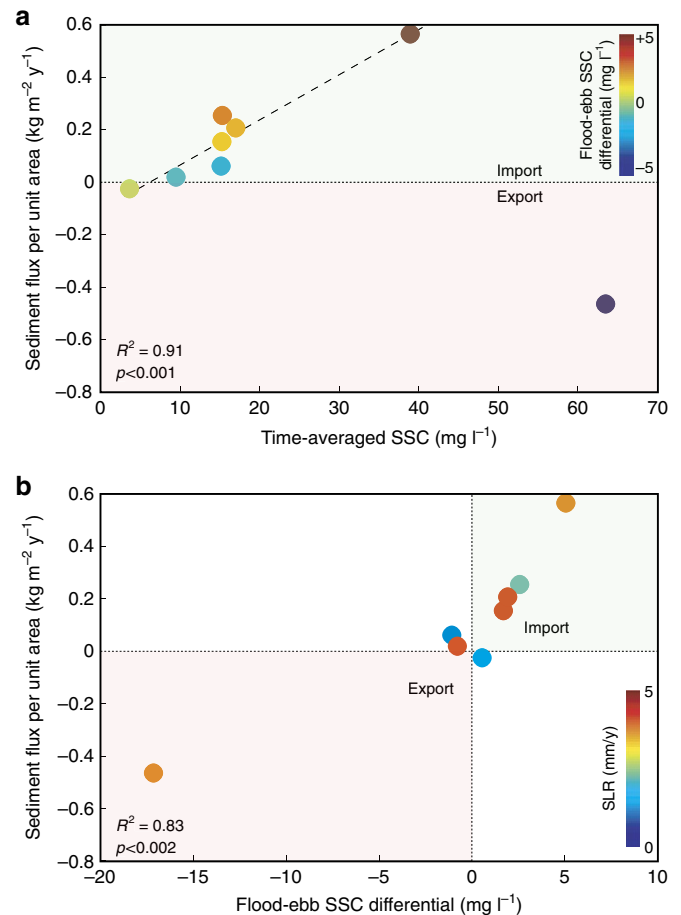 a
0.6
0.4
0.2
0
–0.2
–0.4
–0.6
–0.8
Sediment flux per unit area (kg m⁻² y⁻¹)
Flood-ebb SSC
differential (mg l⁻¹)
+5
0
–5
Import
Export
R² = 0.91
p<0.001
0 10 20 30 40 50 60 70
Time-averaged SSC (mg l⁻¹)
b
0.6
0.4
0.2
0
–0.2
–0.4
–0.6
–0.8
Sediment flux per unit area (kg m⁻² y⁻¹)
Import
Export
SLR (mm/y)
5
0
R² = 0.83
p<0.002
–20 –15 –10 –5 0 5 10
Flood-ebb SSC differential (mg l⁻¹)